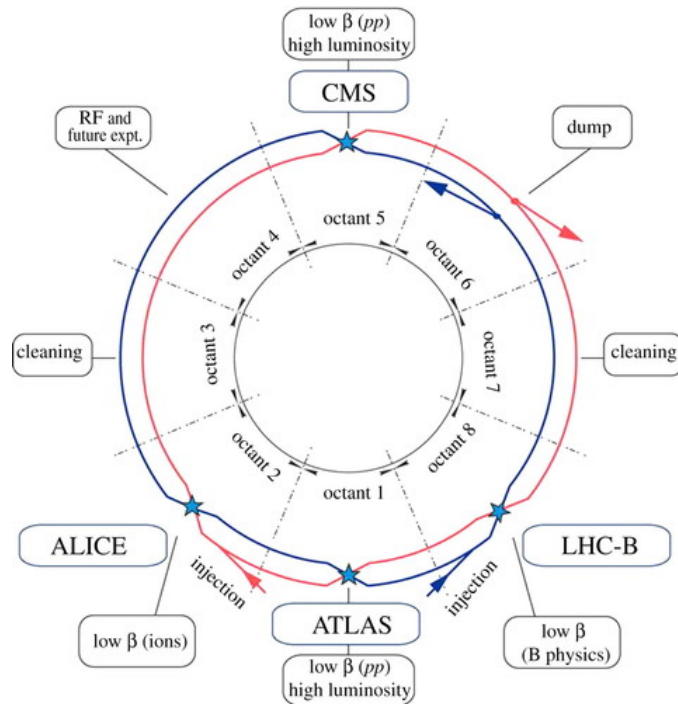 low β (pp)
high luminosity
CMS
RF and
future expt.
dump
octant 5
octant 4
octant 6
octant 3
octant 7
cleaning
cleaning
octant 2
octant 8
octant 1
ALICE
LHC-B
injection
injection
ATLAS
low β (ions)
low β
(B physics)
low β (pp)
high luminosity